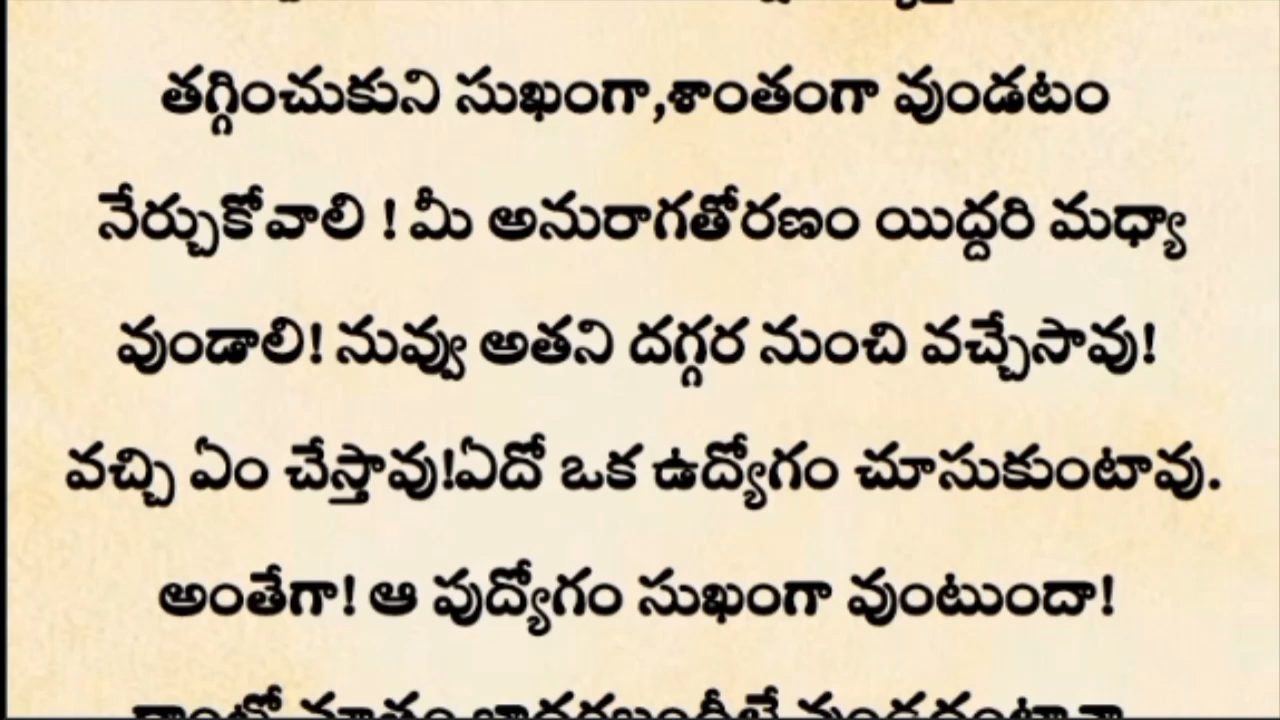 తగ్గించుకుని సుఖంగా,శాంతంగా వుండటం
నేర్చుకోవాలి ! మీ అనురాగతోరణం యిద్దరి మధ్యా
వుండాలి! నువ్వు అతని దగ్గర నుంచి వచ్చేసావు!
వచ్చి ఏం చేస్తావు!ఏదో ఒక ఉద్యోగం చూసుకుంటావు.
అంతేగా! ఆ వుద్యోగం సుఖంగా వుంటుందా!